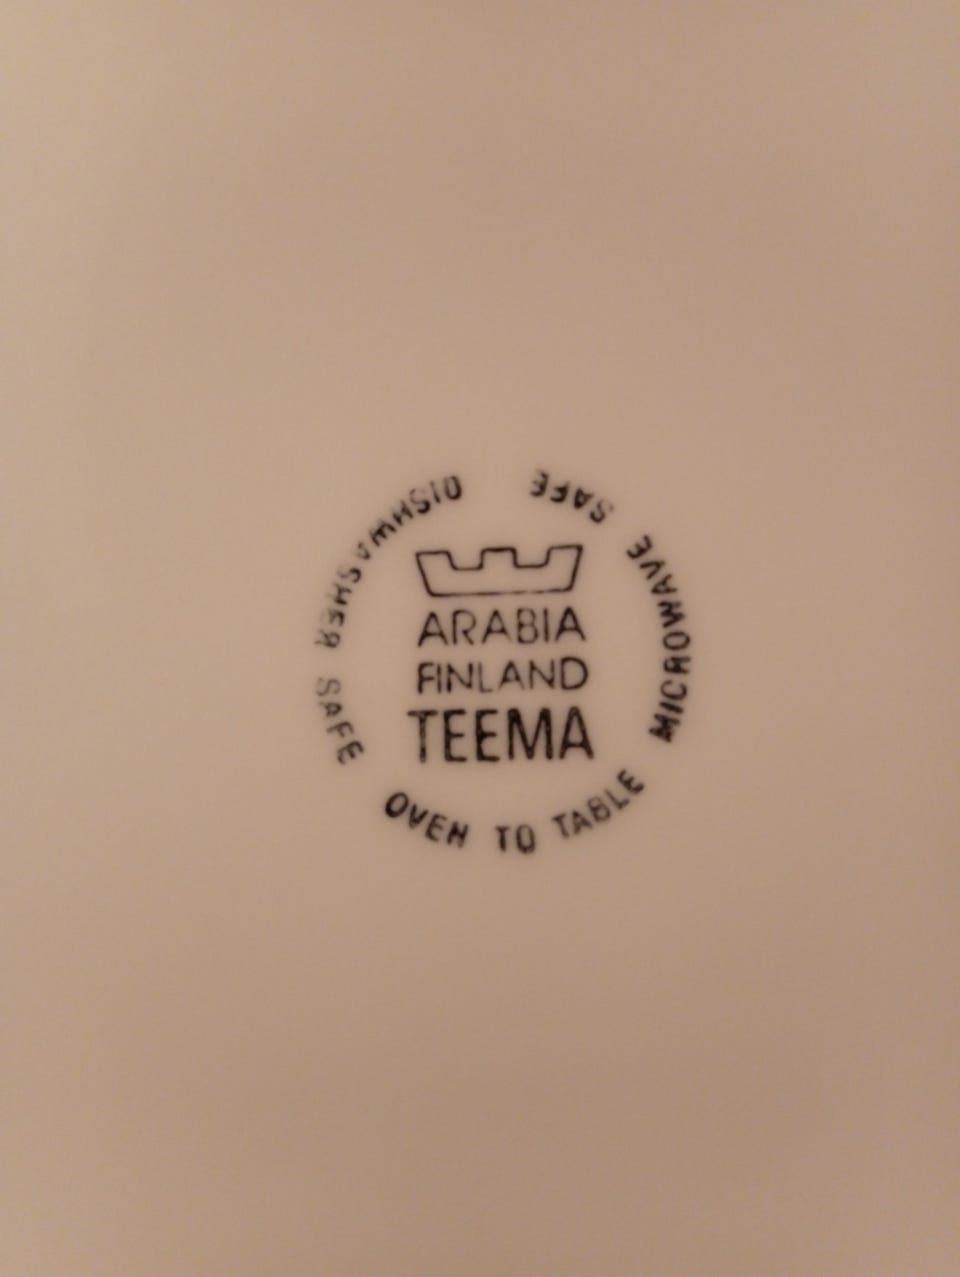 ARABIA
FINLAND
TEEMA
DISHWASHER SAFE OVEN TO TABLE MICROWAVE SAFE